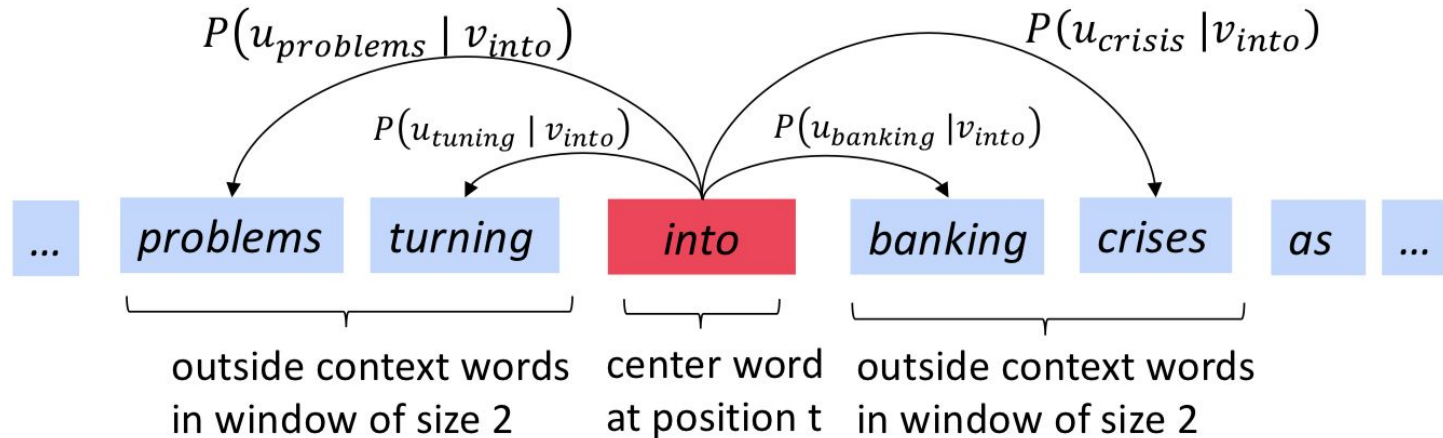 P(u_problems | v_into)
P(u_crisis |v_into)
P(u_tuning | v_into)
P(u_banking |v_into)
... problems turning into banking crises as ...
outside context words
in window of size 2
center word
at position t
outside context words
in window of size 2